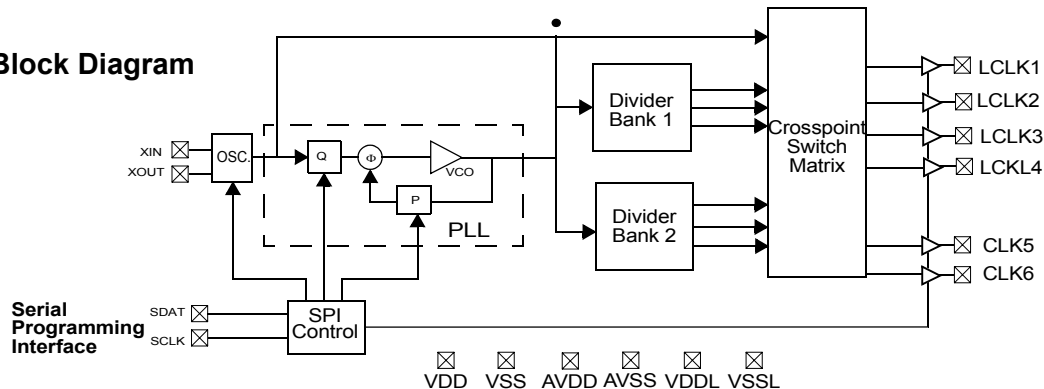 Block Diagram
XIN
XOUT
OSC.
Q
Φ
VCO
P
PLL
Divider
Bank 1
Divider
Bank 2
Crosspoint
Switch
Matrix
LCLK1
LCLK2
LCLK3
LCKL4
CLK5
CLK6
Serial
Programming
Interface
SDAT
SCLK
SPI
Control
VDD VSS AVDD AVSS VDDL VSSL